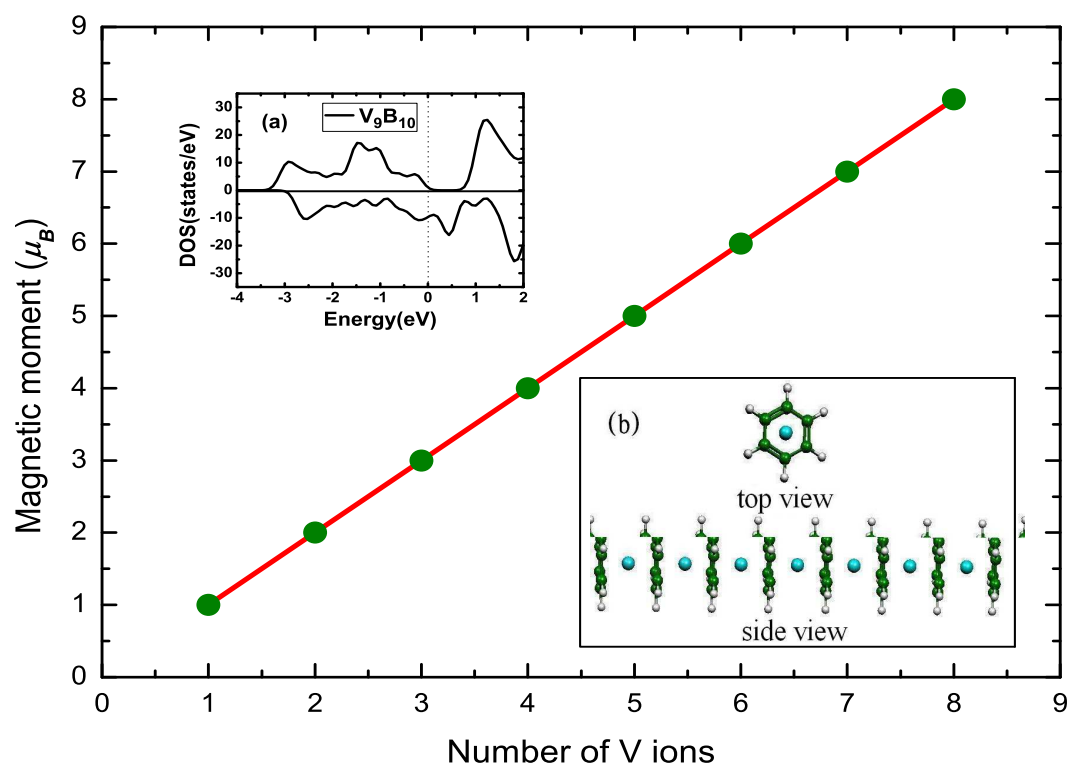 9
8
7
6
5
4
3
2
1
0
Magnetic moment (μB)
0 1 2 3 4 5 6 7 8 9
Number of V ions
(a)
V9B10
30
20
10
0
-10
-20
-30
DOS(states/eV)
-4 -3 -2 -1 0 1 2
Energy(eV)
(b)
top view
side view